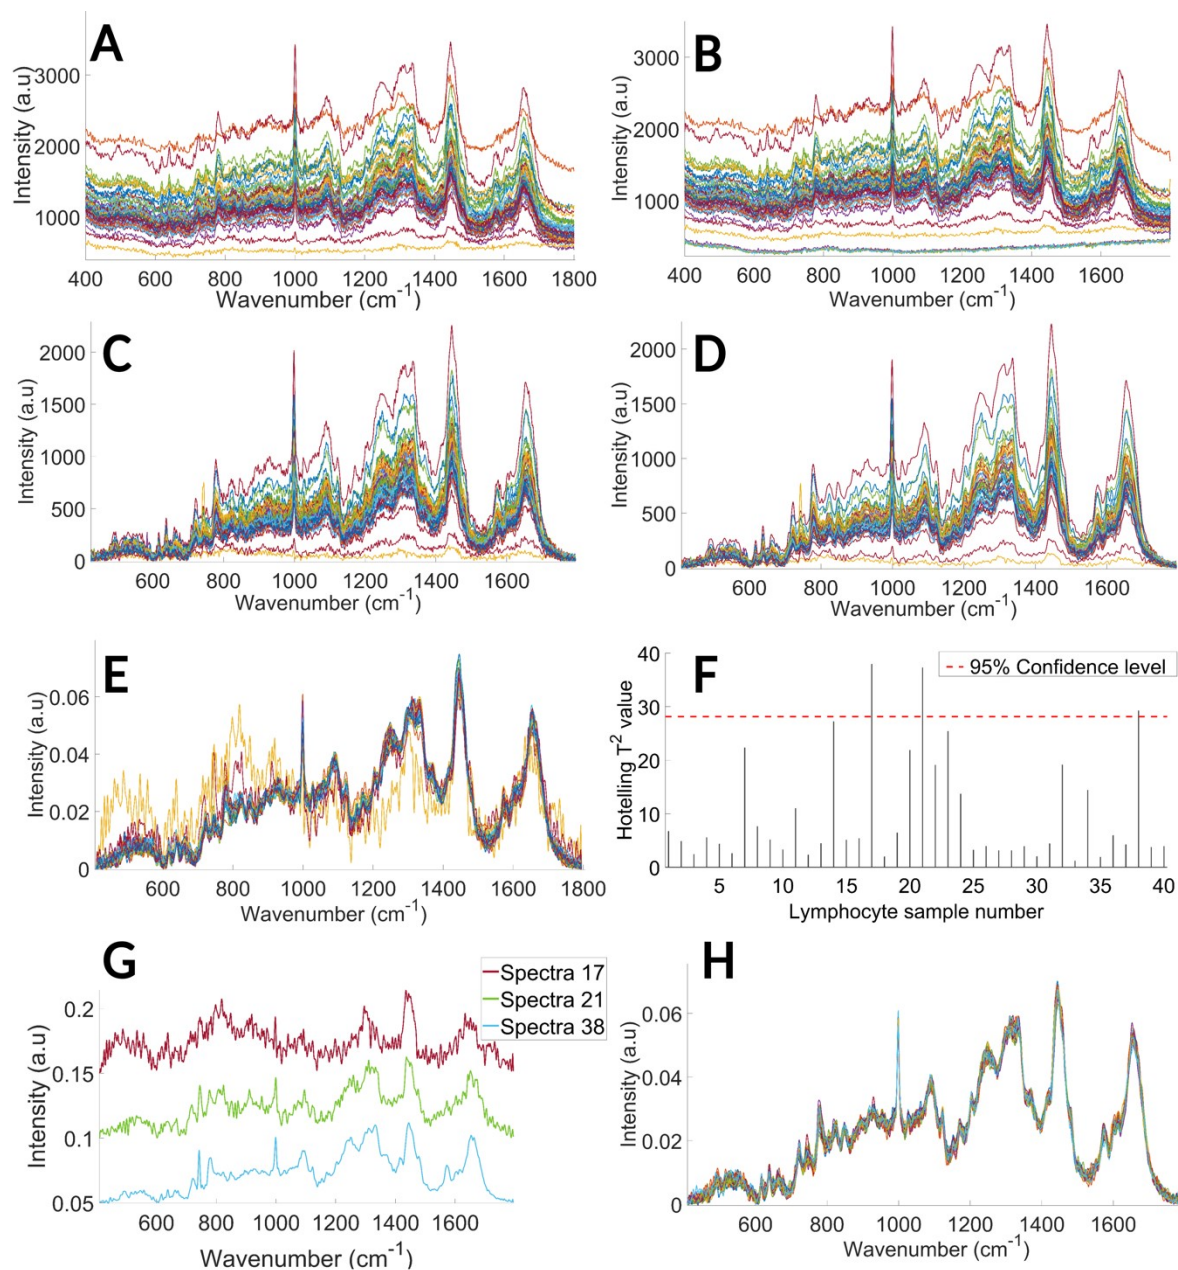 A
Intensity (a.u)
3000
2000
1000
400 600 800 1000 1200 1400 1600 1800
Wavenumber (cm⁻¹)
B
Intensity (a.u)
3000
2000
1000
400 600 800 1000 1200 1400 1600
Wavenumber (cm⁻¹)
C
Intensity (a.u)
2000
1500
1000
500
0
600 800 1000 1200 1400 1600
Wavenumber (cm⁻¹)
D
Intensity (a.u)
2000
1500
1000
500
0
600 800 1000 1200 1400 1600
Wavenumber (cm⁻¹)
E
Intensity (a.u)
0.06
0.04
0.02
0
600 800 1000 1200 1400 1600 1800
Wavenumber (cm⁻¹)
F
Hotelling T² value
40
30
20
10
0
95% Confidence level
5 10 15 20 25 30 35 40
Lymphocyte sample number
G
Intensity (a.u)
0.2
0.15
0.1
0.05
Spectra 17
Spectra 21
Spectra 38
600 800 1000 1200 1400 1600
Wavenumber (cm⁻¹)
H
Intensity (a.u)
0.06
0.04
0.02
0
600 800 1000 1200 1400 1600
Wavenumber (cm⁻¹)